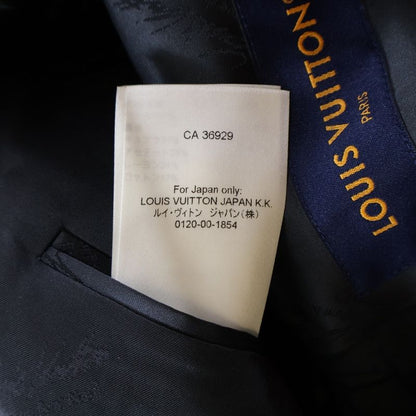 CA 36929
For Japan only:
LOUIS VUITTON JAPAN K.K.
ルイ・ヴィトン ジャパン(株)
0120-00-1854
LOUIS VUITTON
PARIS